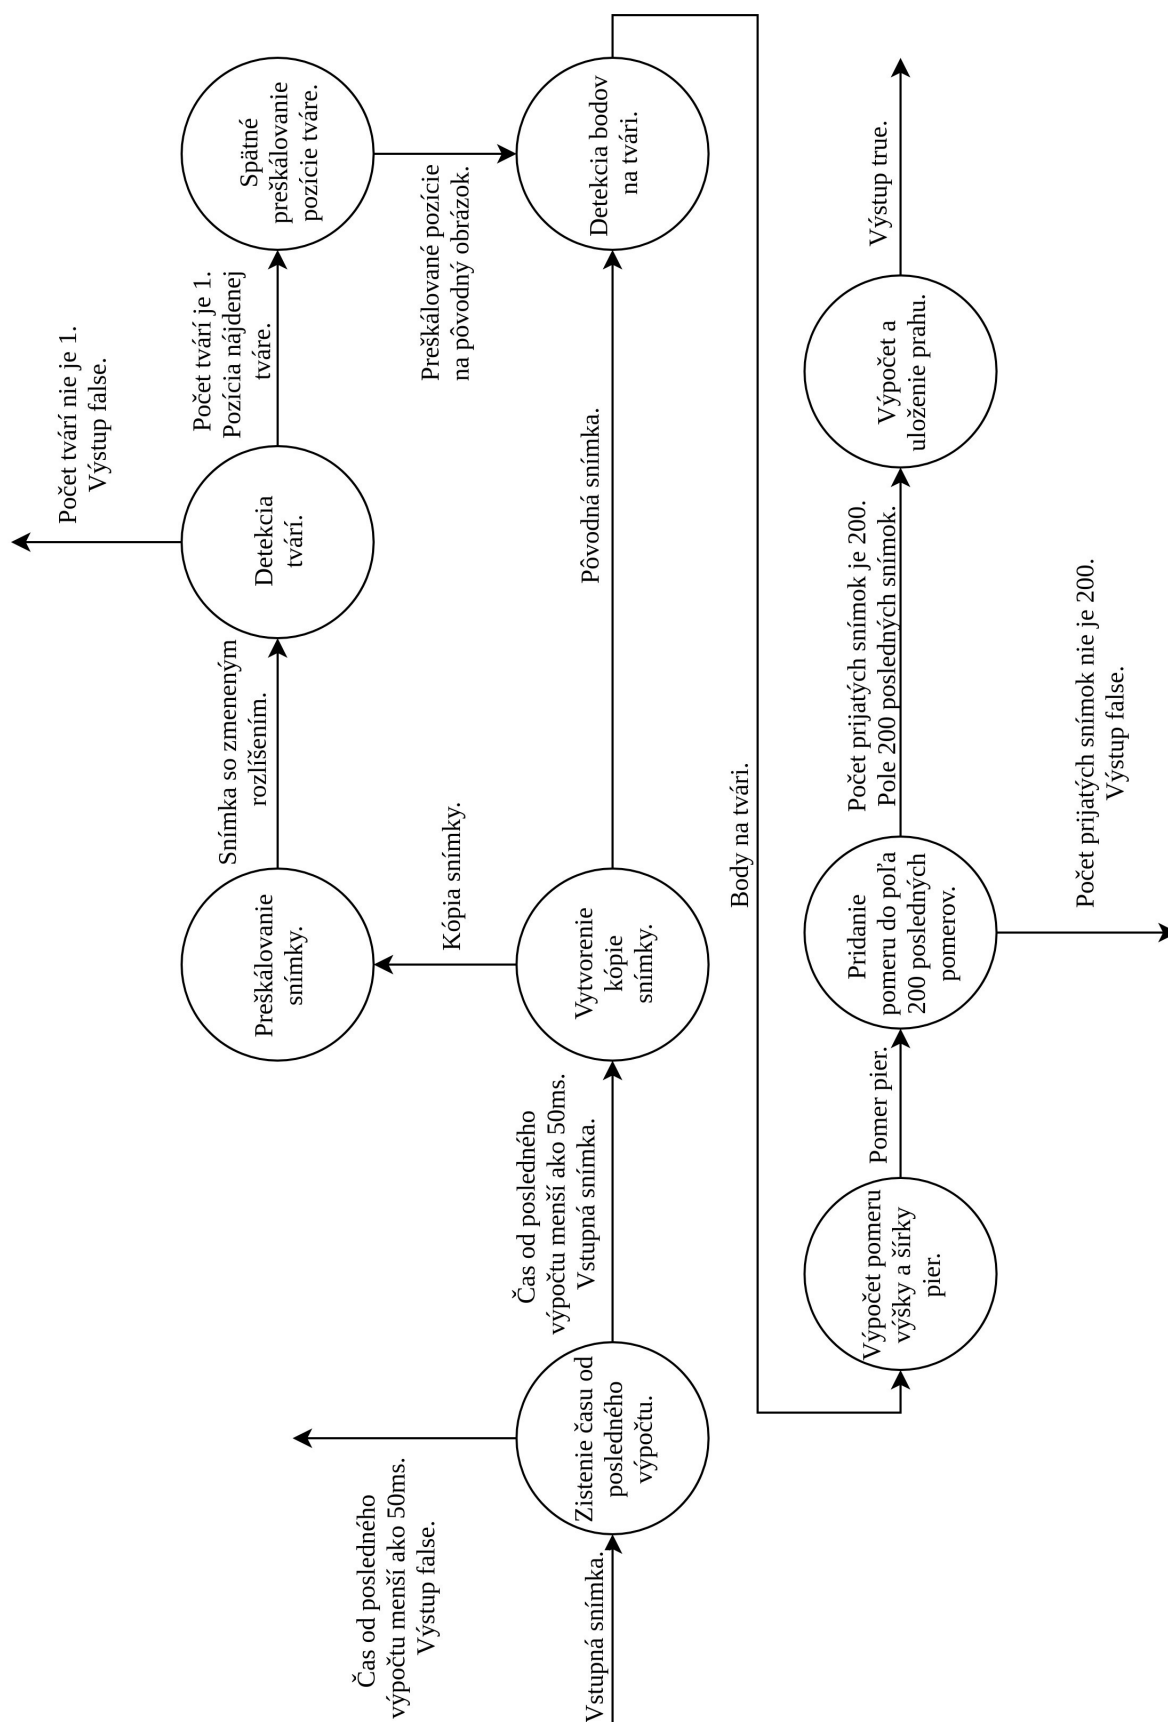 Počet tvárí nie je 1.
Výstup false.
Snímka so zmeneným
rozlíšením.
Počet tvárí je 1.
Pozícia nájdenej
tváre.
Preškálovanie
snímky.
Detekcia
tvárí.
Spätné
preškálovanie
pozície tváre.
Čas od posledného
výpočtu menší ako 50ms.
Výstup false.
Kópia snímky.
Preškálované pozície
na pôvodný obrázok.
Čas od posledného
výpočtu menší ako 50ms.
Vstupná snímka.
Vstupná snímka.
Zistenie času od
posledného
výpočtu.
Vytvorenie
kópie
snímky.
Pôvodná snímka.
Detekcia bodov
na tvári.
Body na tvári.
Výpočet pomeru
výšky a šírky
pier.
Pomer pier.
Pridanie
pomeru do poľa
200 posledných
pomerov.
Počet prijatých snímok je 200.
Pole 200 posledných snímok.
Výpočet a
uloženie prahu.
Výstup true.
Počet prijatých snímok nie je 200.
Výstup false.